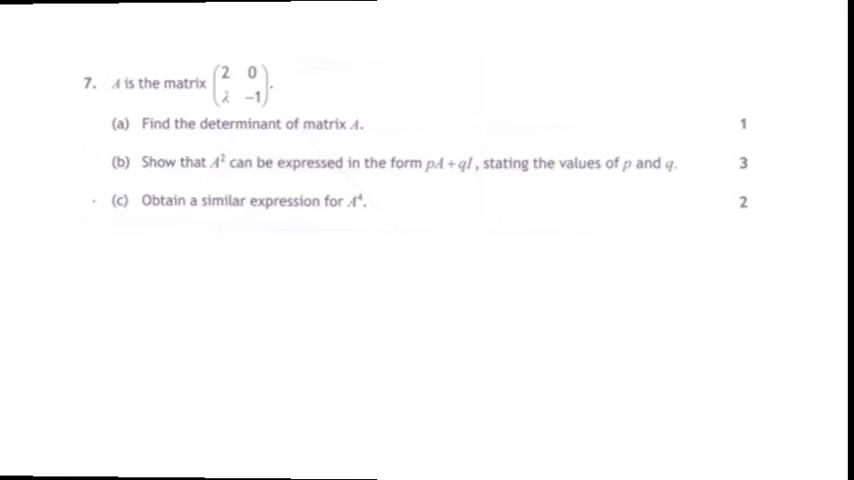 7. A is the matrix (2 0
λ −1).
(a) Find the determinant of matrix A. 1
(b) Show that A² can be expressed in the form pA + qI, stating the values of p and q. 3
(c) Obtain a similar expression for A⁴. 2